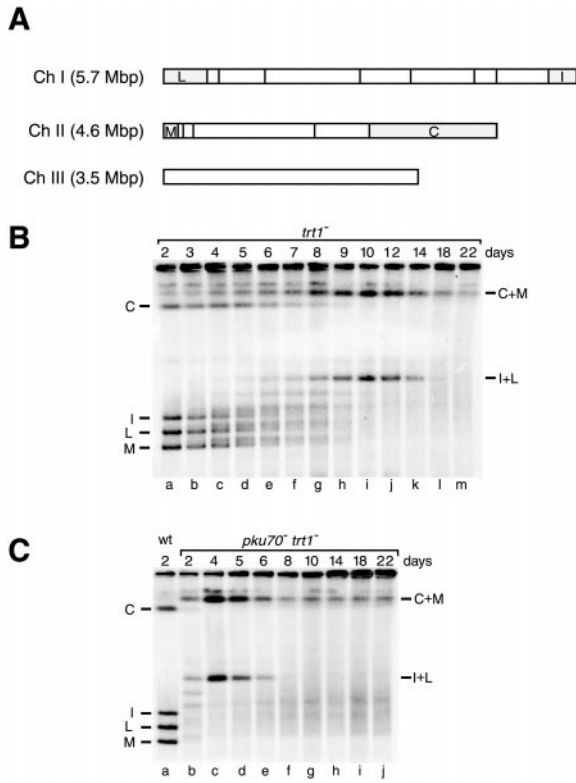 A
Ch I (5.7 Mbp)
L I
Ch II (4.6 Mbp)
M C
Ch III (3.5 Mbp)
B
trt1⁻
2 3 4 5 6 7 8 9 10 12 14 18 22 days
C
C+M
I+L
I
L
M
a b c d e f g h i j k l m
C
wt pku70⁻ trt1⁻
2 2 4 5 6 8 10 14 18 22 days
C+M
C
I+L
I
L
M
a b c d e f g h i j